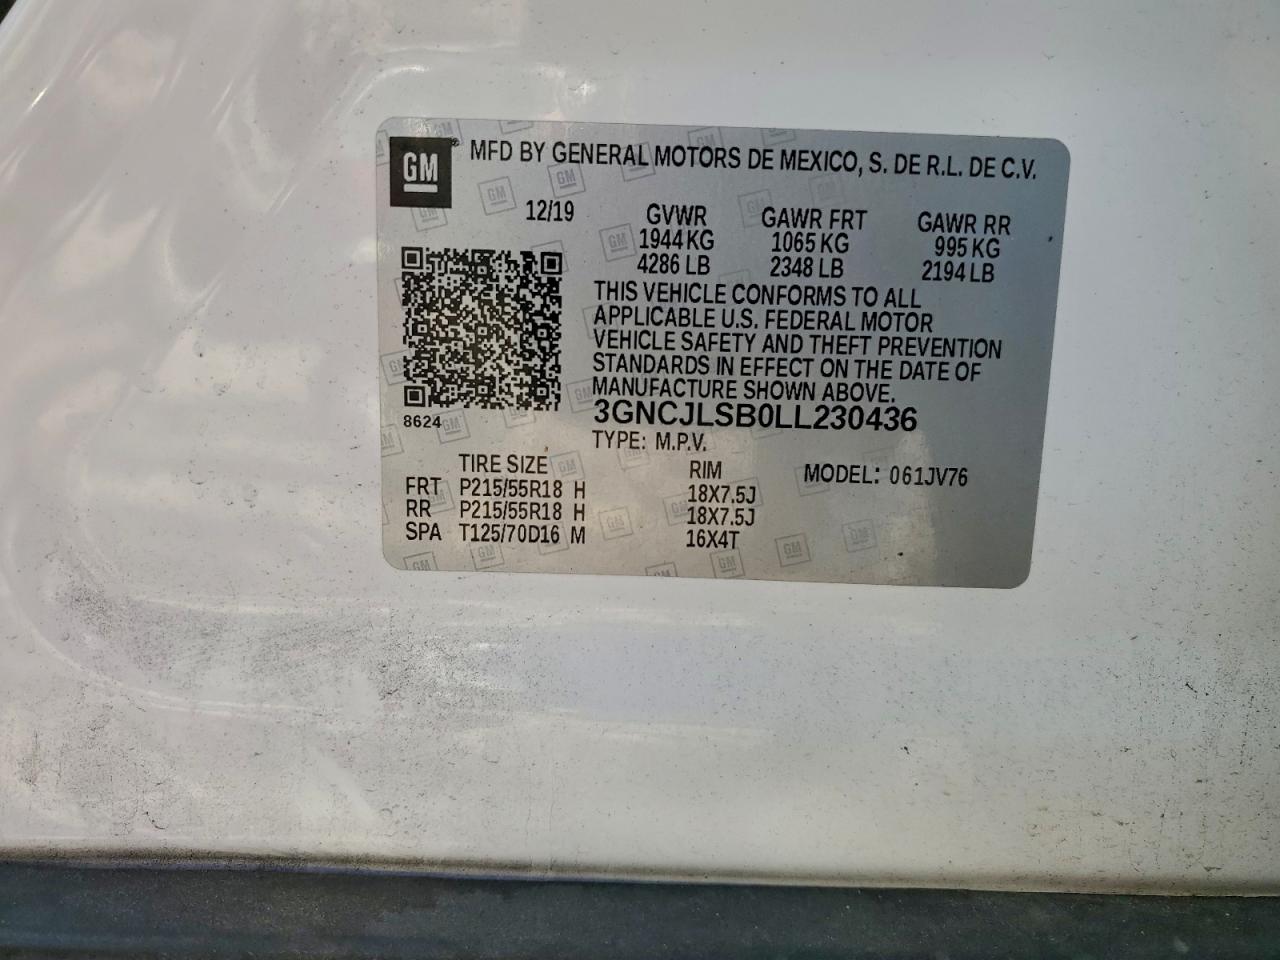 GM® MFD BY GENERAL MOTORS DE MEXICO, S. DE R.L. DE C.V.
12/19 GVWR GAWR FRT GAWR RR
1944 KG 1065 KG 995 KG
4286 LB 2348 LB 2194 LB
THIS VEHICLE CONFORMS TO ALL
APPLICABLE U.S. FEDERAL MOTOR
VEHICLE SAFETY AND THEFT PREVENTION
STANDARDS IN EFFECT ON THE DATE OF
MANUFACTURE SHOWN ABOVE.
8624 3GNCJLSB0LL230436
TYPE: M.P.V.
TIRE SIZE RIM MODEL: 061JV76
FRT P215/55R18 H 18X7.5J
RR P215/55R18 H 18X7.5J
SPA T125/70D16 M 16X4T